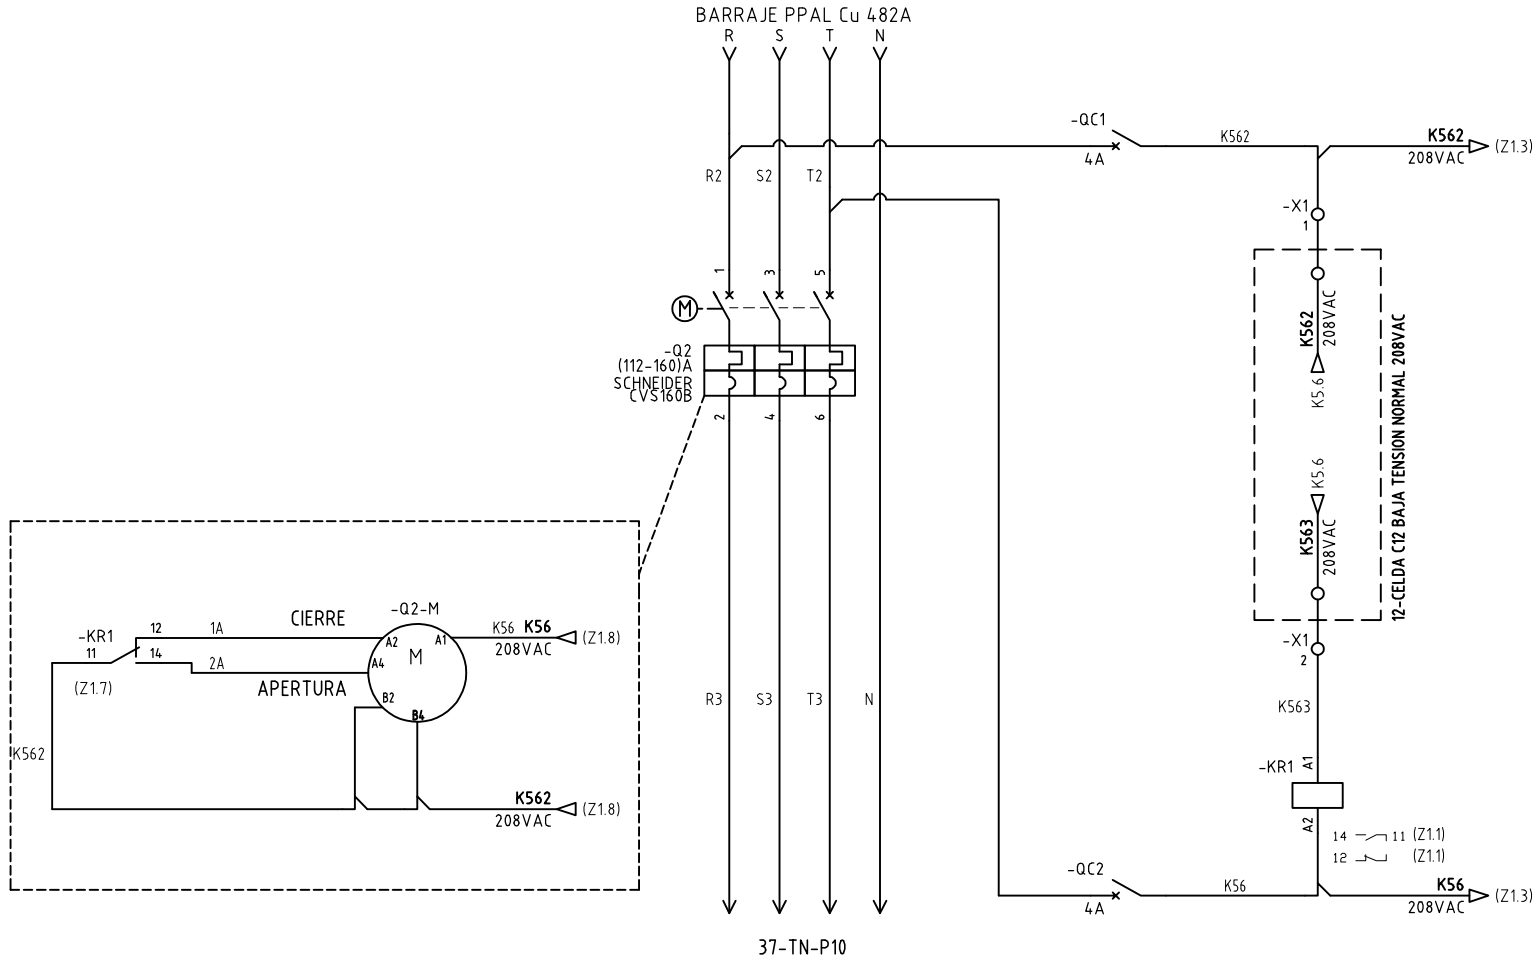 BARRAJE PPAL Cu 482A
R S T N
-QC1
4A
K562
K562
208VAC
(Z1.3)
R2 S2 T2
-X1
1
1 3 5
M
-Q2
(112-160)A
SCHNEIDER
CVS160B
2 4 6
K562
208VAC
K5.6
K5.6
K563
208VAC
12-CELDA C12 BAJA TENSION NORMAL 208VAC
-X1
2
K563
-KR1
A1
A2
14 11 (Z1.1)
12 (Z1.1)
-QC2
4A
K56
K56
208VAC
(Z1.3)
R3 S3 T3 N
37-TN-P10
-Q2-M
CIERRE
-KR1
12
1A
11
14
2A
(Z1.7)
APERTURA
A2
A1
A4
M
B2
B4
K56 K56
208VAC
(Z1.8)
K562
K562
208VAC
(Z1.8)